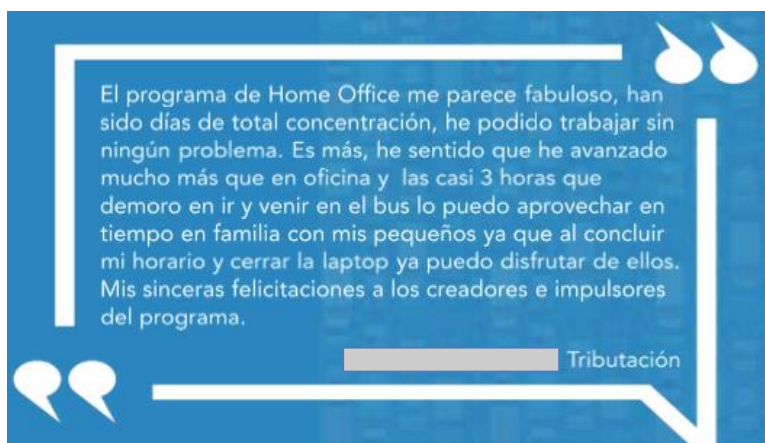 El programa de Home Office me parece fabuloso, han
sido días de total concentración, he podido trabajar sin
ningún problema. Es más, he sentido que he avanzado
mucho más que en oficina y  las casi 3 horas que
demoro en ir y venir en el bus lo puedo aprovechar en
tiempo en familia con mis pequeños ya que al concluir
mi horario y cerrar la laptop ya puedo disfrutar de ellos.
Mis sinceras felicitaciones a los creadores e impulsores
del programa.
Tributación